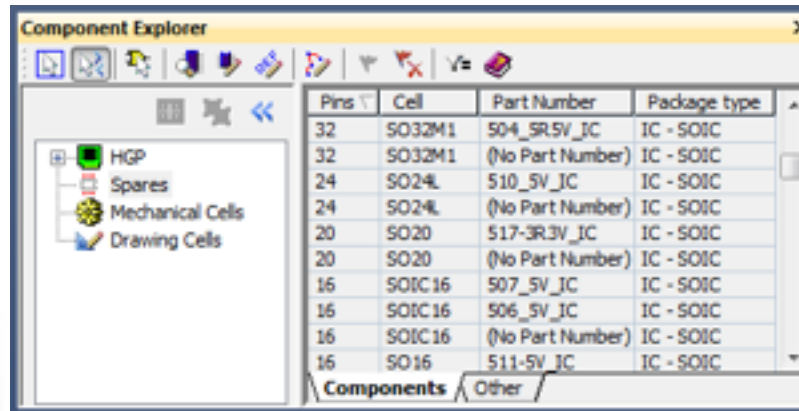 Component Explorer
Pins Cell Part Number Package type
32 SO32M1 504_5R5V_IC IC - SOIC
32 SO32M1 (No Part Number) IC - SOIC
24 SO24L 510_5V_IC IC - SOIC
24 SO24L (No Part Number) IC - SOIC
20 SO20 517-3R3V_IC IC - SOIC
20 SO20 (No Part Number) IC - SOIC
16 SOIC16 507_5V_IC IC - SOIC
16 SOIC16 506_5V_IC IC - SOIC
16 SOIC16 (No Part Number) IC - SOIC
16 SO16 511-5V_IC IC - SOIC
HGP
Spares
Mechanical Cells
Drawing Cells
Components Other